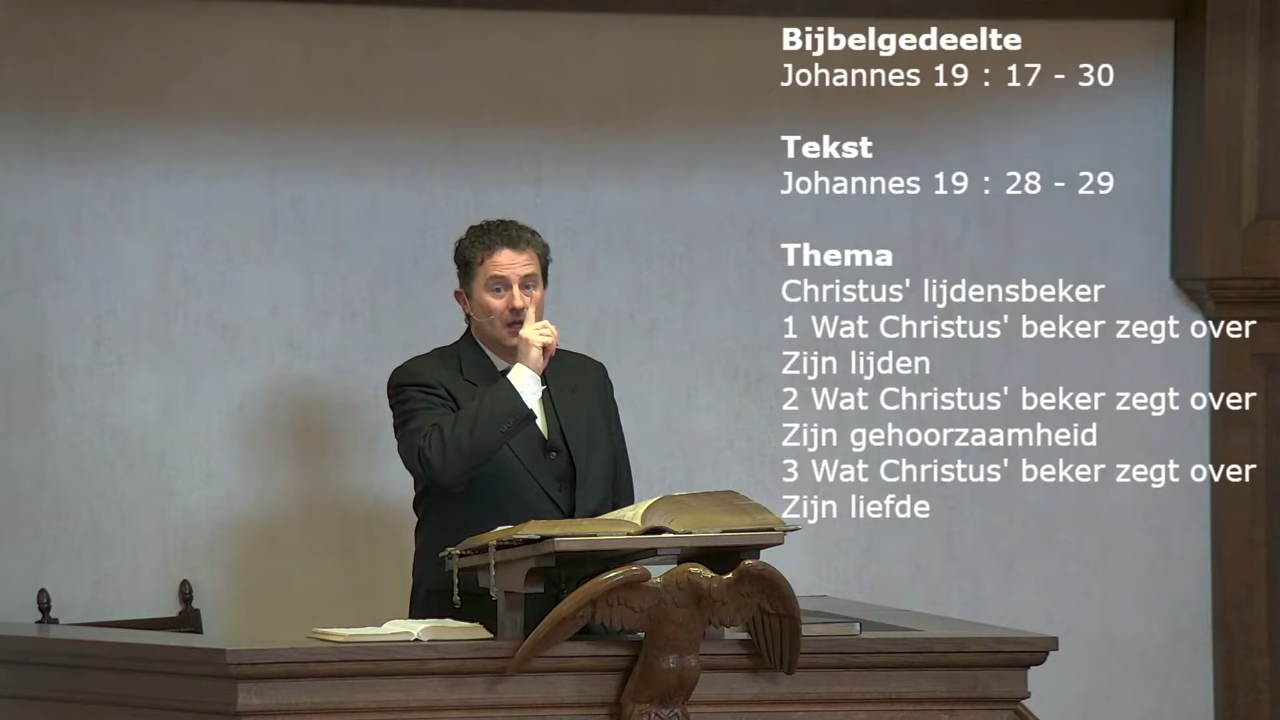 Bijbelgedeelte
Johannes 19 : 17 - 30
Tekst
Johannes 19 : 28 - 29
Thema
Christus' lijdensbeker
1 Wat Christus' beker zegt over
Zijn lijden
2 Wat Christus' beker zegt over
Zijn gehoorzaamheid
3 Wat Christus' beker zegt over
Zijn liefde